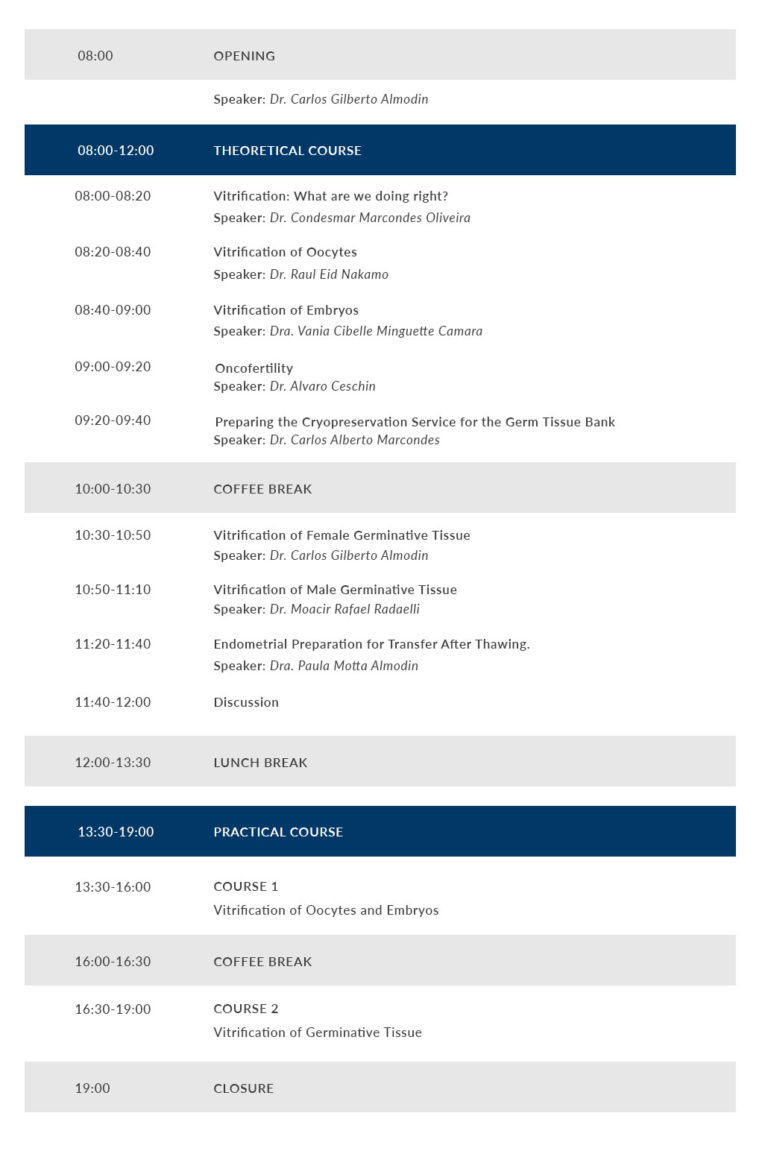 08:00 OPENING
Speaker: Dr. Carlos Gilberto Almodin
08:00-12:00 THEORETICAL COURSE
08:00-08:20 Vitrification: What are we doing right?
Speaker: Dr. Condesmar Marcondes Oliveira
08:20-08:40 Vitrification of Oocytes
Speaker: Dr. Raul Eid Nakamo
08:40-09:00 Vitrification of Embryos
Speaker: Dra. Vania Cibelle Minguette Camara
09:00-09:20 Oncofertility
Speaker: Dr. Alvaro Ceschin
09:20-09:40 Preparing the Cryopreservation Service for the Germ Tissue Bank
Speaker: Dr. Carlos Alberto Marcondes
10:00-10:30 COFFEE BREAK
10:30-10:50 Vitrification of Female Germinative Tissue
Speaker: Dr. Carlos Gilberto Almodin
10:50-11:10 Vitrification of Male Germinative Tissue
Speaker: Dr. Moacir Rafael Radaelli
11:20-11:40 Endometrial Preparation for Transfer After Thawing.
Speaker: Dra. Paula Motta Almodin
11:40-12:00 Discussion
12:00-13:30 LUNCH BREAK
13:30-19:00 PRACTICAL COURSE
13:30-16:00 COURSE 1
Vitrification of Oocytes and Embryos
16:00-16:30 COFFEE BREAK
16:30-19:00 COURSE 2
Vitrification of Germinative Tissue
19:00 CLOSURE